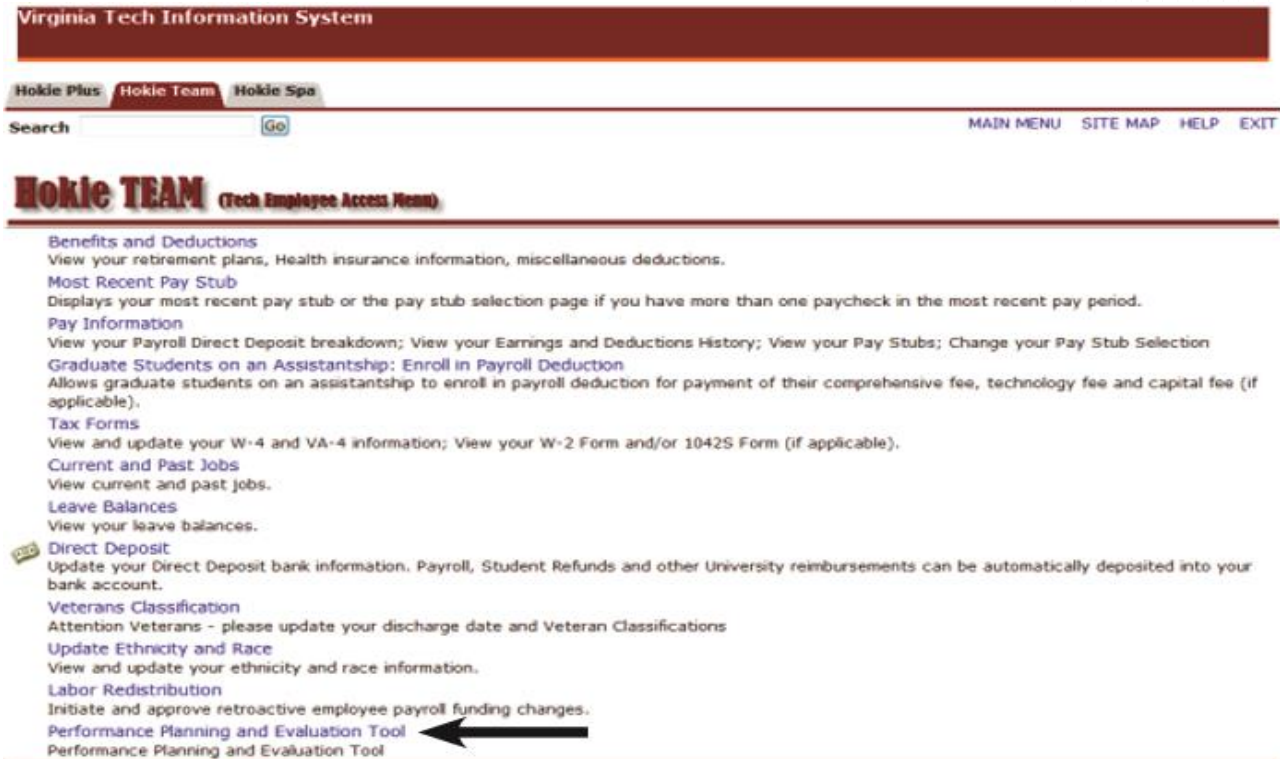 Virginia Tech Information System
Hokie Plus Hokie Team Hokie Spa
Search Go MAIN MENU SITE MAP HELP EXIT
Hokie TEAM (Tech Employee Access Menu)
Benefits and Deductions
View your retirement plans, Health insurance information, miscellaneous deductions.
Most Recent Pay Stub
Displays your most recent pay stub or the pay stub selection page if you have more than one paycheck in the most recent pay period.
Pay Information
View your Payroll Direct Deposit breakdown; View your Earnings and Deductions History; View your Pay Stubs; Change your Pay Stub Selection
Graduate Students on an Assistantship: Enroll in Payroll Deduction
Allows graduate students on an assistantship to enroll in payroll deduction for payment of their comprehensive fee, technology fee and capital fee (if
applicable).
Tax Forms
View and update your W-4 and VA-4 information; View your W-2 Form and/or 1042S Form (if applicable).
Current and Past Jobs
View current and past jobs.
Leave Balances
View your leave balances.
Direct Deposit
Update your Direct Deposit bank information. Payroll, Student Refunds and other University reimbursements can be automatically deposited into your
bank account.
Veterans Classification
Attention Veterans - please update your discharge date and Veteran Classifications
Update Ethnicity and Race
View and update your ethnicity and race information.
Labor Redistribution
Initiate and approve retroactive employee payroll funding changes.
Performance Planning and Evaluation Tool
Performance Planning and Evaluation Tool